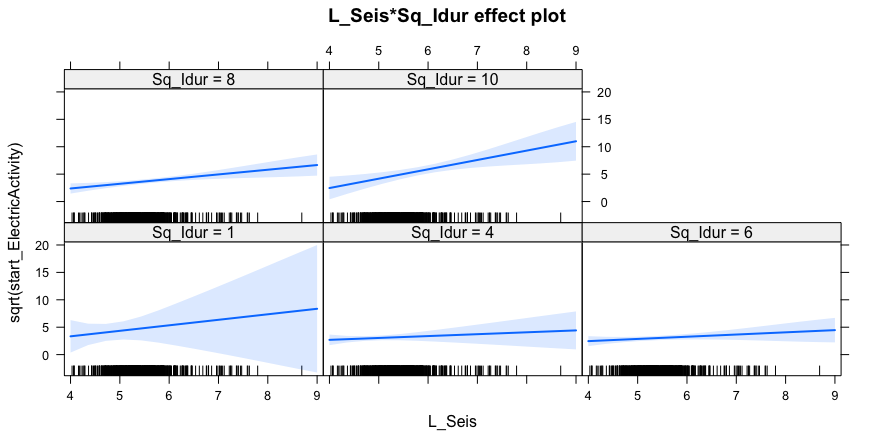 L_Seis*Sq_Idur effect plot
4 5 6 7 8 9
Sq_Idur = 8
Sq_Idur = 10
20
15
10
5
0
Sq_Idur = 1
Sq_Idur = 4
Sq_Idur = 6
20
15
10
5
0
sqrt(start_ElectricActivity)
4 5 6 7 8 9
4 5 6 7 8 9
L_Seis